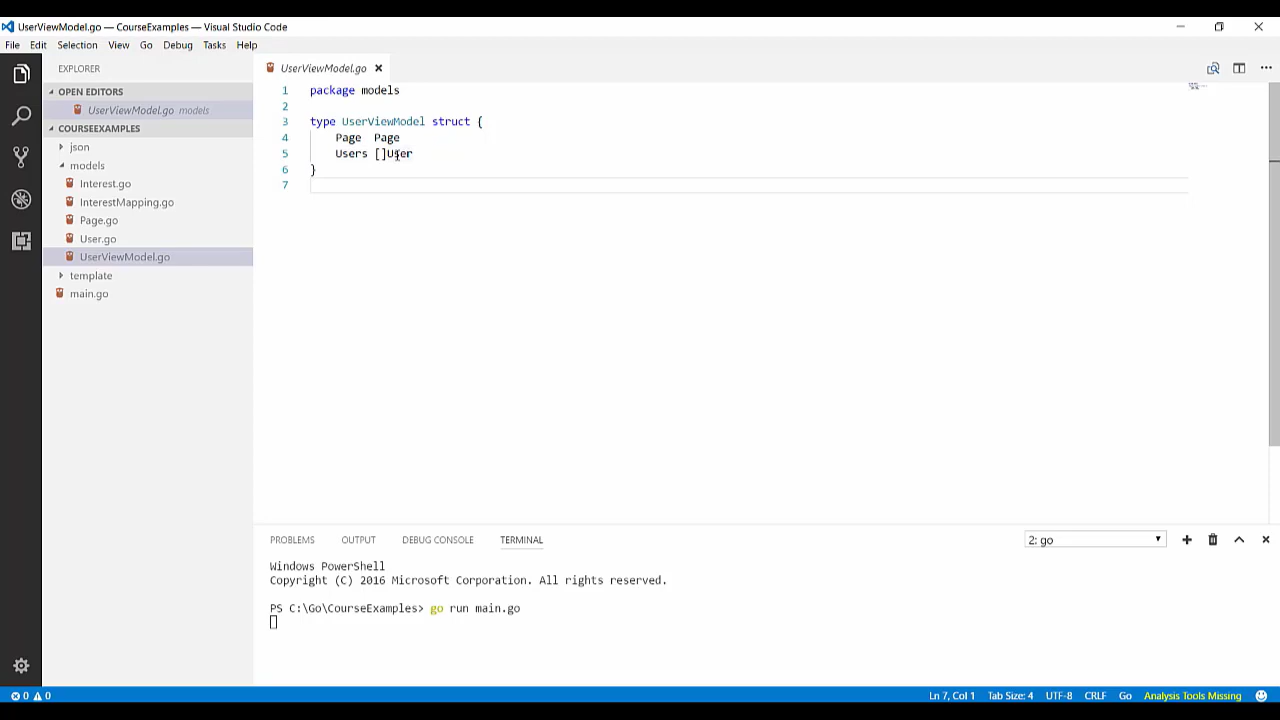 UserViewModel.go — CourseExamples — Visual Studio Code
File Edit Selection View Go Debug Tasks Help
EXPLORER
OPEN EDITORS
UserViewModel.go models
COURSEEXAMPLES
json
models
Interest.go
InterestMapping.go
Page.go
User.go
UserViewModel.go
template
main.go
UserViewModel.go
1 package models
2
3 type UserViewModel struct {
4 Page Page
5 Users []User
6 }
7
PROBLEMS OUTPUT DEBUG CONSOLE TERMINAL 2: go
Windows PowerShell
Copyright (C) 2016 Microsoft Corporation. All rights reserved.
PS C:\Go\CourseExamples> go run main.go
0 0 Ln 7, Col 1 Tab Size: 4 UTF-8 CRLF Go Analysis Tools Missing